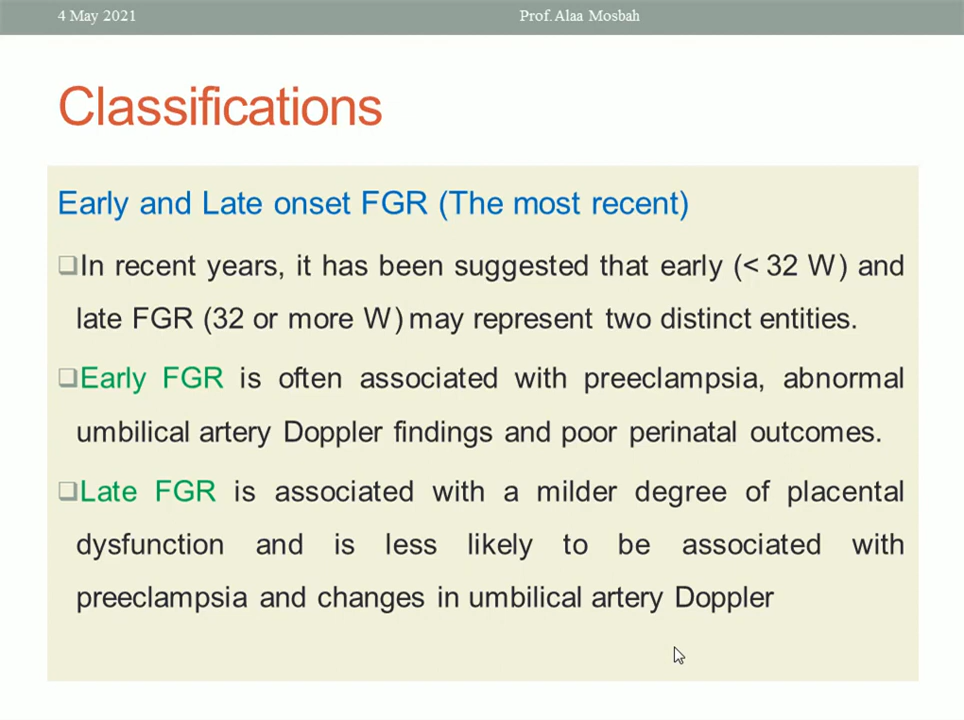 4 May 2021
Prof.Alaa Mosbah
Classifications
Early and Late onset FGR (The most recent)
❑In recent years, it has been suggested that early (< 32 W) and
late FGR (32 or more W) may represent two distinct entities.
❑Early FGR is often associated with preeclampsia, abnormal
umbilical artery Doppler findings and poor perinatal outcomes.
❑Late FGR is associated with a milder degree of placental
dysfunction and is less likely to be associated with
preeclampsia and changes in umbilical artery Doppler